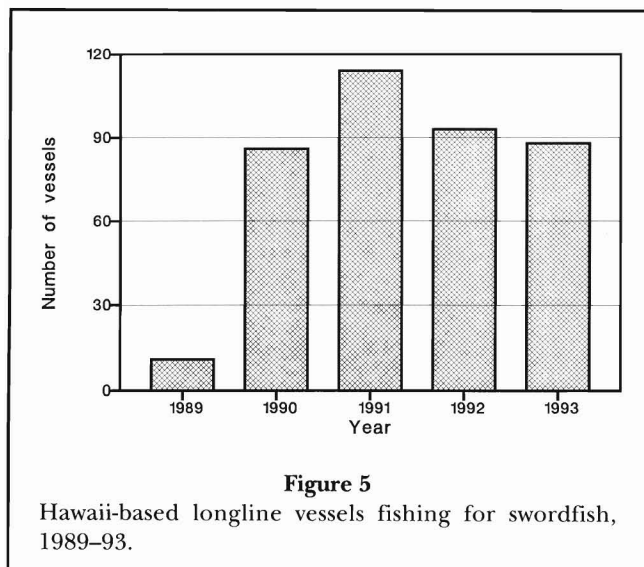 120
90
60
30
0
Number of vessels
1989 1990 1991 1992 1993
Year
Figure 5
Hawaii-based longline vessels fishing for swordfish,
1989–93.